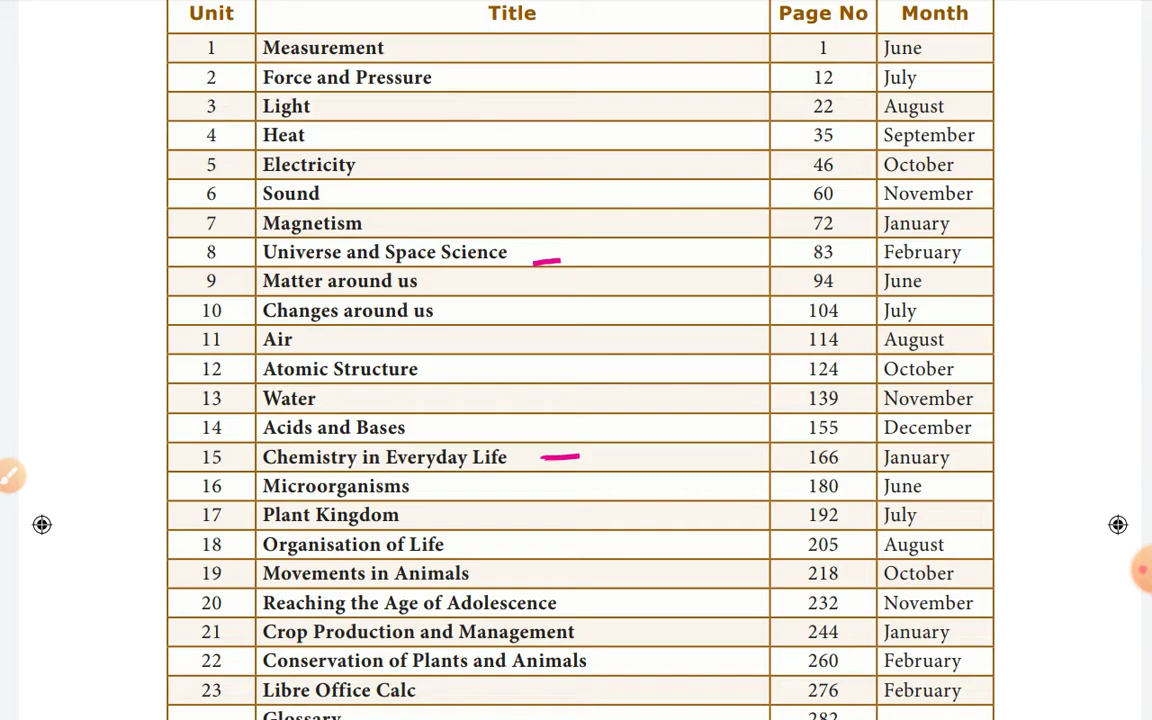 Unit Title Page No Month
1 Measurement 1 June
2 Force and Pressure 12 July
3 Light 22 August
4 Heat 35 September
5 Electricity 46 October
6 Sound 60 November
7 Magnetism 72 January
8 Universe and Space Science 83 February
9 Matter around us 94 June
10 Changes around us 104 July
11 Air 114 August
12 Atomic Structure 124 October
13 Water 139 November
14 Acids and Bases 155 December
15 Chemistry in Everyday Life 166 January
16 Microorganisms 180 June
17 Plant Kingdom 192 July
18 Organisation of Life 205 August
19 Movements in Animals 218 October
20 Reaching the Age of Adolescence 232 November
21 Crop Production and Management 244 January
22 Conservation of Plants and Animals 260 February
23 Libre Office Calc 276 February
Glossary 282